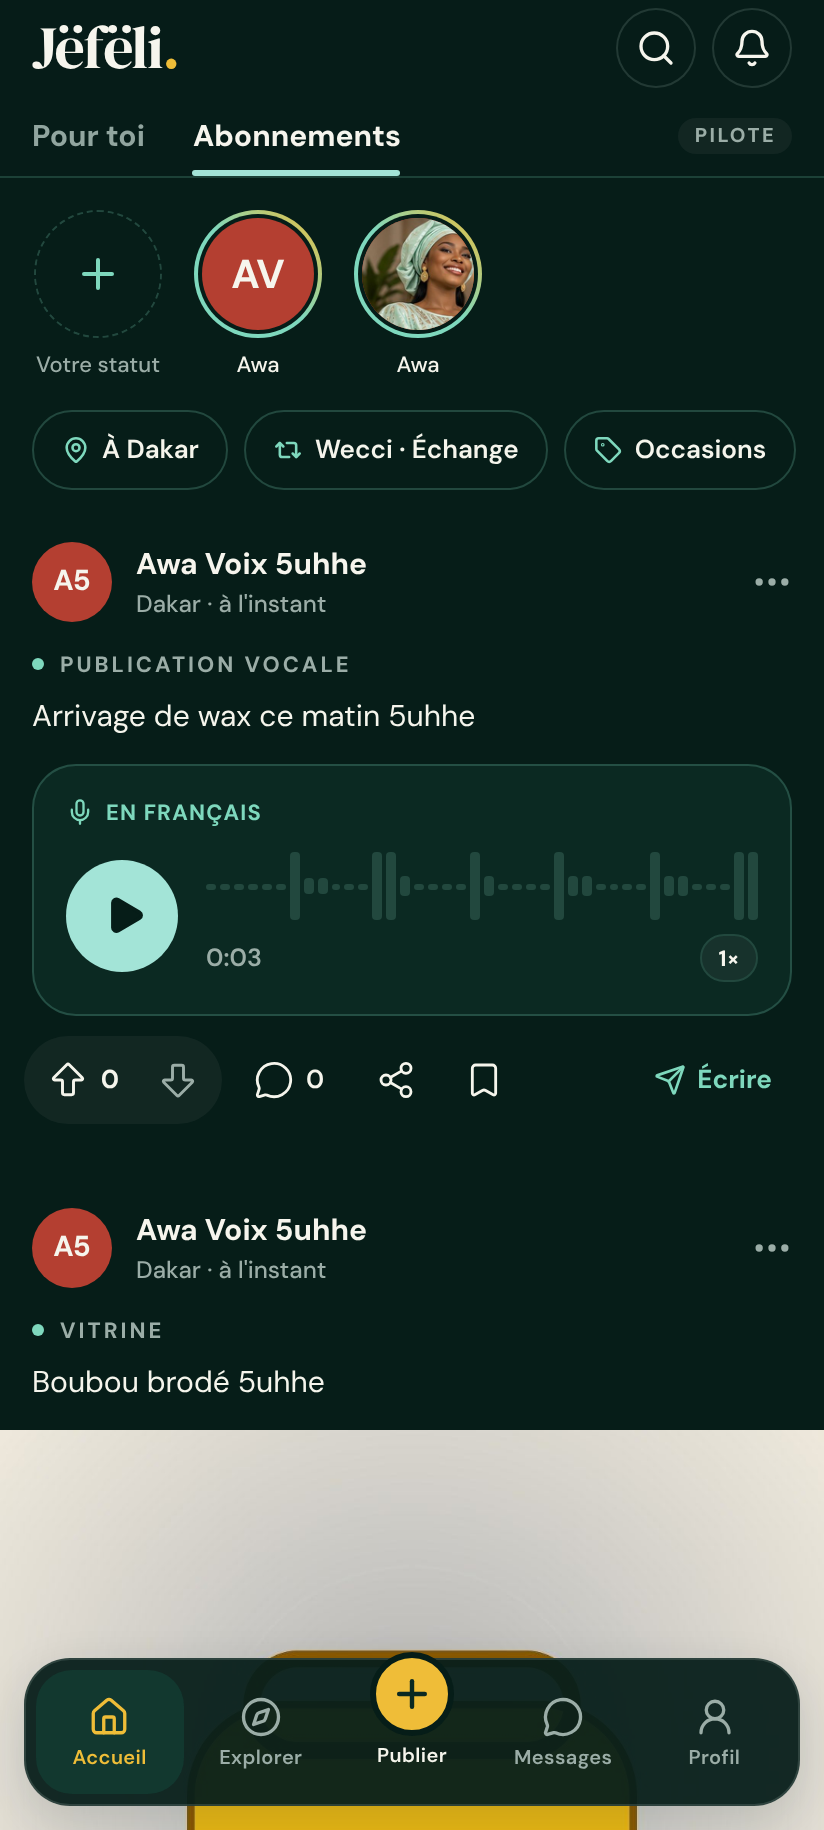 Jëfëli.
Pour toi
Abonnements
PILOTE
AV
Votre statut
Awa
Awa
À Dakar
Wecci · Échange
Occasions
A5
Awa Voix 5uhhe
Dakar · à l'instant
PUBLICATION VOCALE
Arrivage de wax ce matin 5uhhe
EN FRANÇAIS
0:03
1×
0
0
Écrire
A5
Awa Voix 5uhhe
Dakar · à l'instant
VITRINE
Boubou brodé 5uhhe
Accueil
Explorer
Publier
Messages
Profil